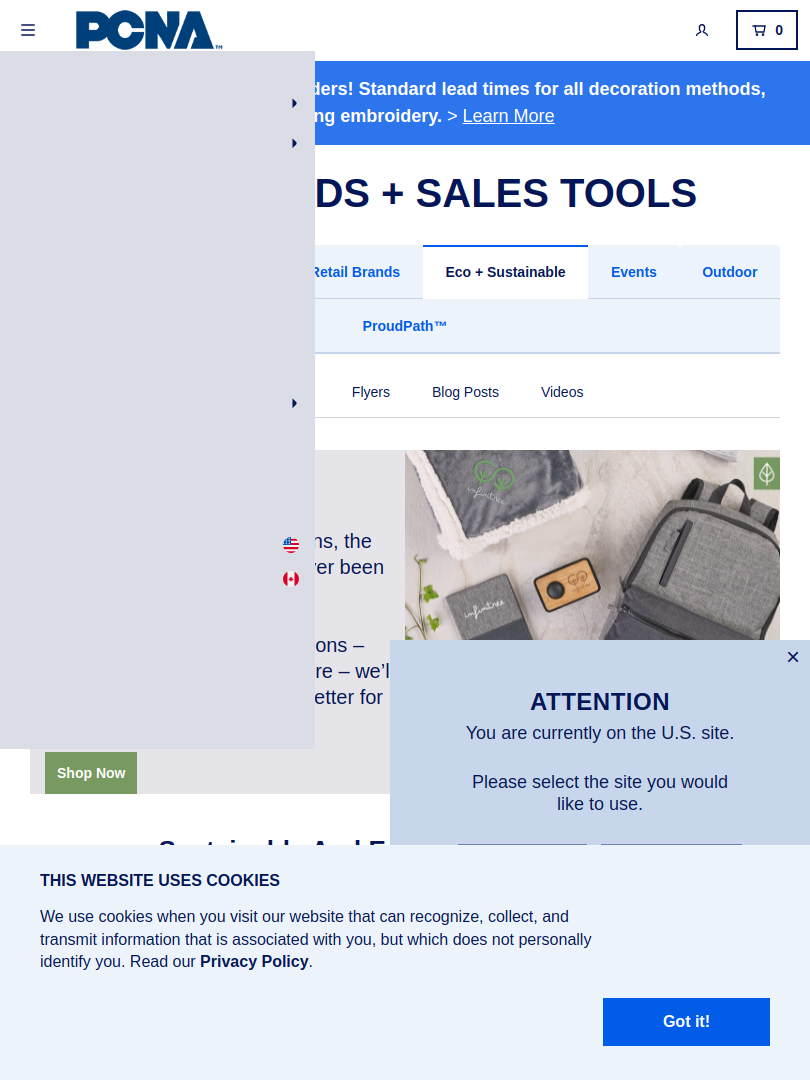 PCNA
TM
0
ders! Standard lead times for all decoration methods,
ng embroidery. > Learn More
DS + SALES TOOLS
Retail Brands
Eco + Sustainable
Events
Outdoor
ProudPath™
Flyers
Blog Posts
Videos
infinitree
infinitree
infinitree
ns, the
ver been
ons –
re – we'l
etter for
Shop Now
×
ATTENTION
You are currently on the U.S. site.
Please select the site you would
like to use.
THIS WEBSITE USES COOKIES
We use cookies when you visit our website that can recognize, collect, and
transmit information that is associated with you, but which does not personally
identify you. Read our Privacy Policy.
Got it!